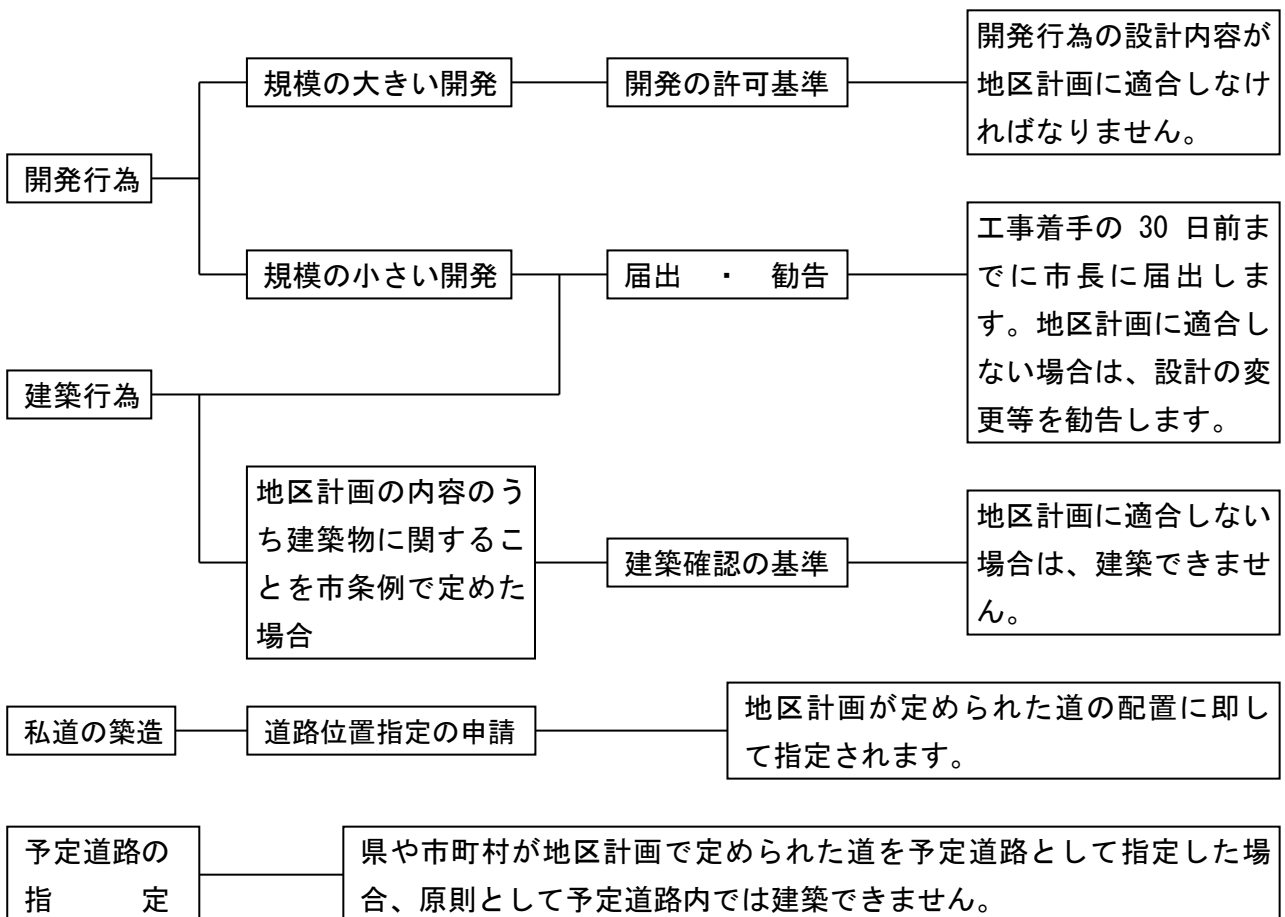 開発行為
規模の大きい開発
開発の許可基準
開発行為の設計内容が
地区計画に適合しなけ
ればなりません。
規模の小さい開発
届出 ・ 勧告
工事着手の 30 日前ま
でに市長に届出しま
す。地区計画に適合し
ない場合は、設計の変
更等を勧告します。
建築行為
地区計画の内容のう
ち建築物に関するこ
とを市条例で定めた
場合
建築確認の基準
地区計画に適合しない
場合は、建築できませ
ん。
私道の築造
道路位置指定の申請
地区計画が定められた道の配置に即し
て指定されます。
予定道路の
指 定
県や市町村が地区計画で定められた道を予定道路として指定した場
合、原則として予定道路内では建築できません。